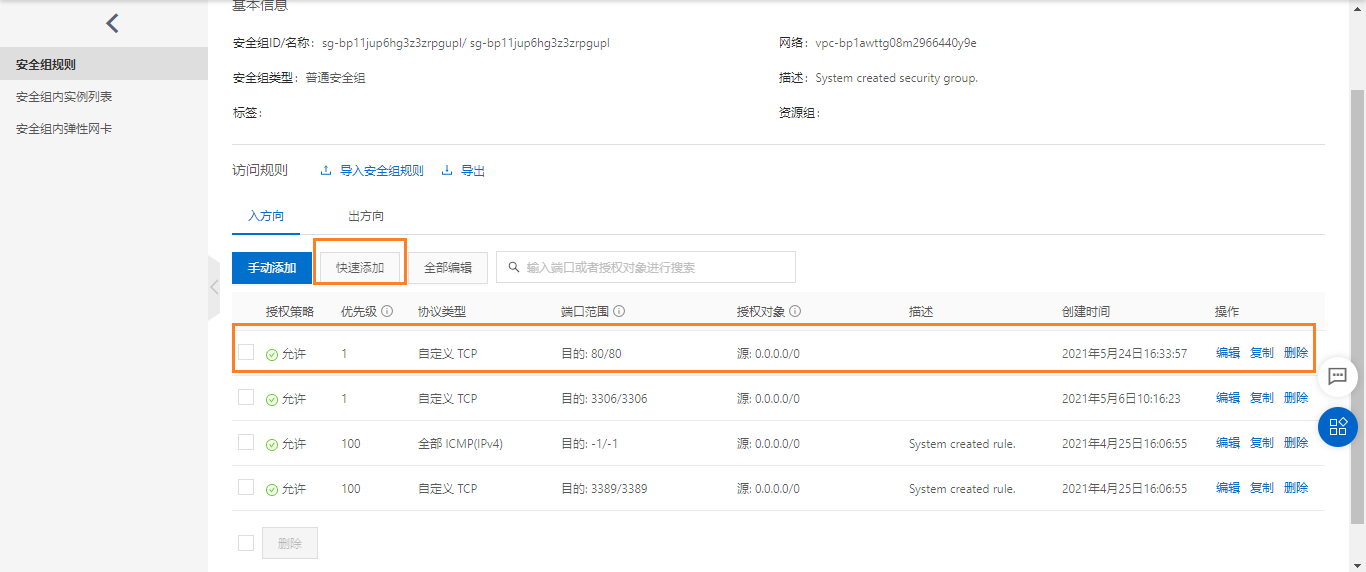 基本信息
安全组ID/名称：sg-bp11jup6hg3z3zrpgupl/ sg-bp11jup6hg3z3zrpgupl 网络：vpc-bp1awttg08m2966440y9e
安全组规则
安全组类型：普通安全组 描述：System created security group.
安全组内实例列表
标签： 资源组：
安全组内弹性网卡
访问规则 导入安全组规则 导出
入方向 出方向
手动添加 快速添加 全部编辑 输入端口或者授权对象进行搜索
授权策略 优先级 协议类型 端口范围 授权对象 描述 创建时间 操作
允许 1 自定义 TCP 目的: 80/80 源: 0.0.0.0/0 2021年5月24日16:33:57 编辑 复制 删除
允许 1 自定义 TCP 目的: 3306/3306 源: 0.0.0.0/0 2021年5月6日10:16:23 编辑 复制 删除
允许 100 全部 ICMP(IPv4) 目的: -1/-1 源: 0.0.0.0/0 System created rule. 2021年4月25日16:06:55 编辑 复制 删除
允许 100 自定义 TCP 目的: 3389/3389 源: 0.0.0.0/0 System created rule. 2021年4月25日16:06:55 编辑 复制 删除
删除